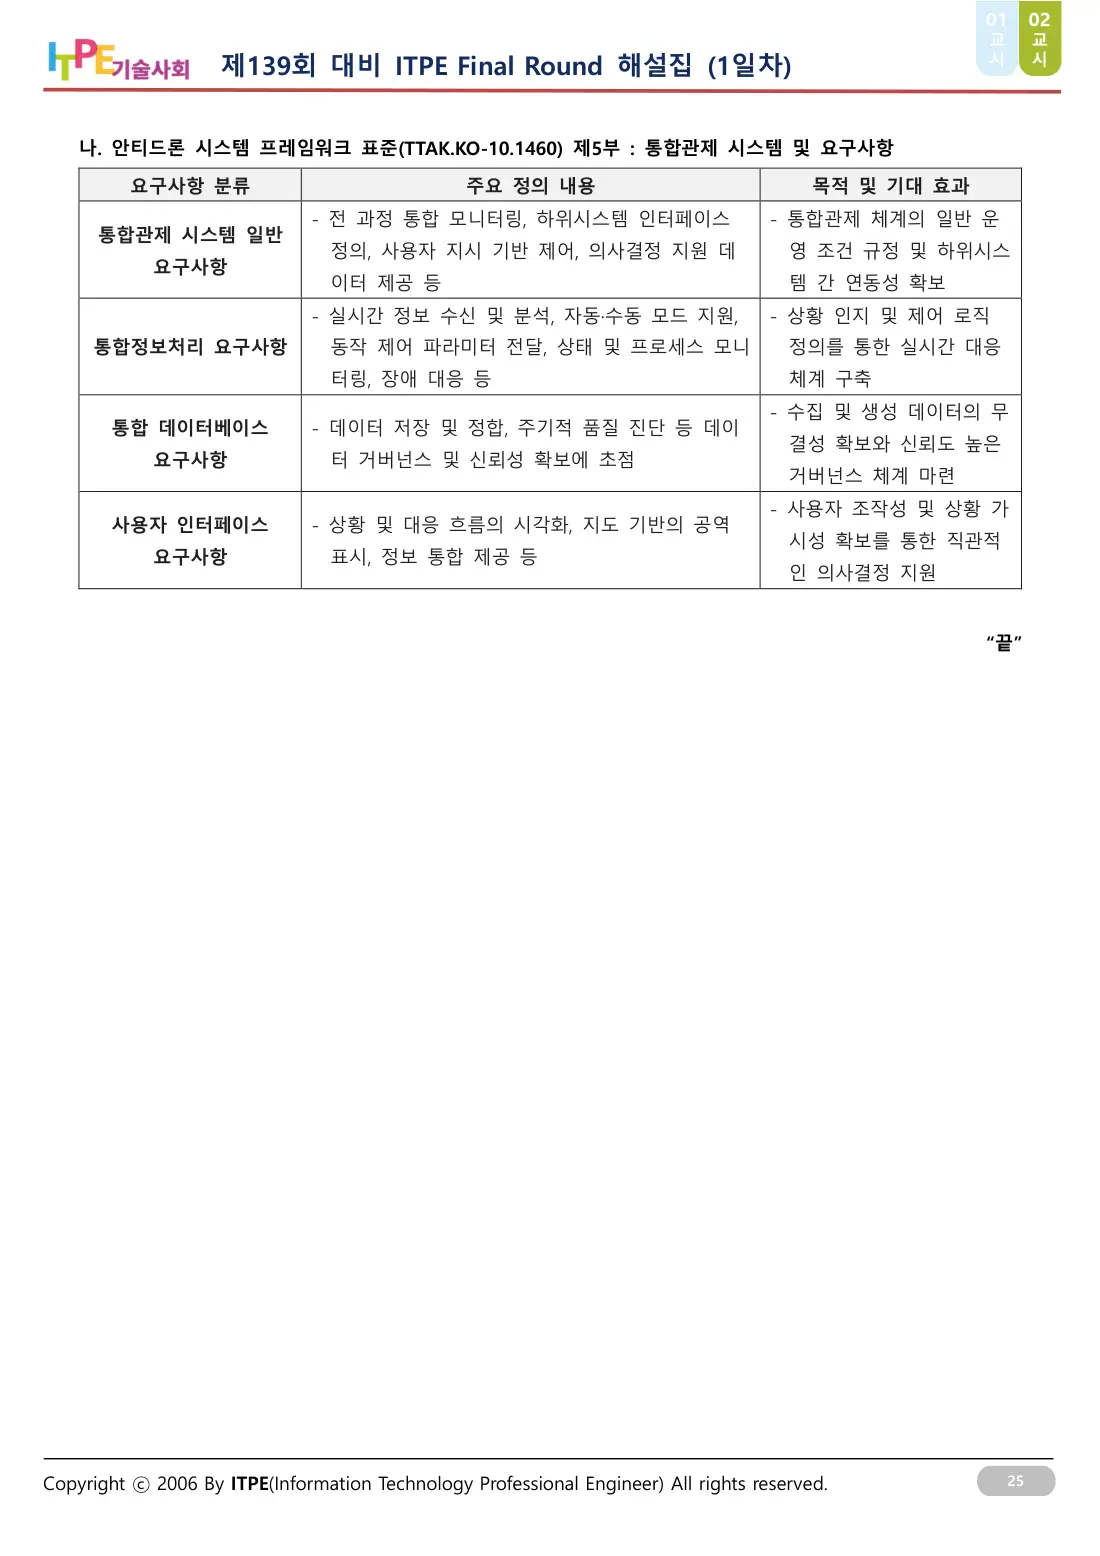 ITPE기술사회 제139회 대비 ITPE Final Round 해설집 (1일차)
01
교
시
02
교
시
나. 안티드론 시스템 프레임워크 표준(TTAK.KO-10.1460) 제5부 : 통합관제 시스템 및 요구사항
요구사항 분류
주요 정의 내용
목적 및 기대 효과
통합관제 시스템 일반
요구사항
- 전 과정 통합 모니터링, 하위시스템 인터페이스
정의, 사용자 지시 기반 제어, 의사결정 지원 데
이터 제공 등
- 통합관제 체계의 일반 운
영 조건 규정 및 하위시스
템 간 연동성 확보
통합정보처리 요구사항
- 실시간 정보 수신 및 분석, 자동·수동 모드 지원,
동작 제어 파라미터 전달, 상태 및 프로세스 모니
터링, 장애 대응 등
- 상황 인지 및 제어 로직
정의를 통한 실시간 대응
체계 구축
통합 데이터베이스
요구사항
- 데이터 저장 및 정합, 주기적 품질 진단 등 데이
터 거버넌스 및 신뢰성 확보에 초점
- 수집 및 생성 데이터의 무
결성 확보와 신뢰도 높은
거버넌스 체계 마련
사용자 인터페이스
요구사항
- 상황 및 대응 흐름의 시각화, 지도 기반의 공역
표시, 정보 통합 제공 등
- 사용자 조작성 및 상황 가
시성 확보를 통한 직관적
인 의사결정 지원
“끝”
Copyright ⓒ 2006 By ITPE(Information Technology Professional Engineer) All rights reserved.
25